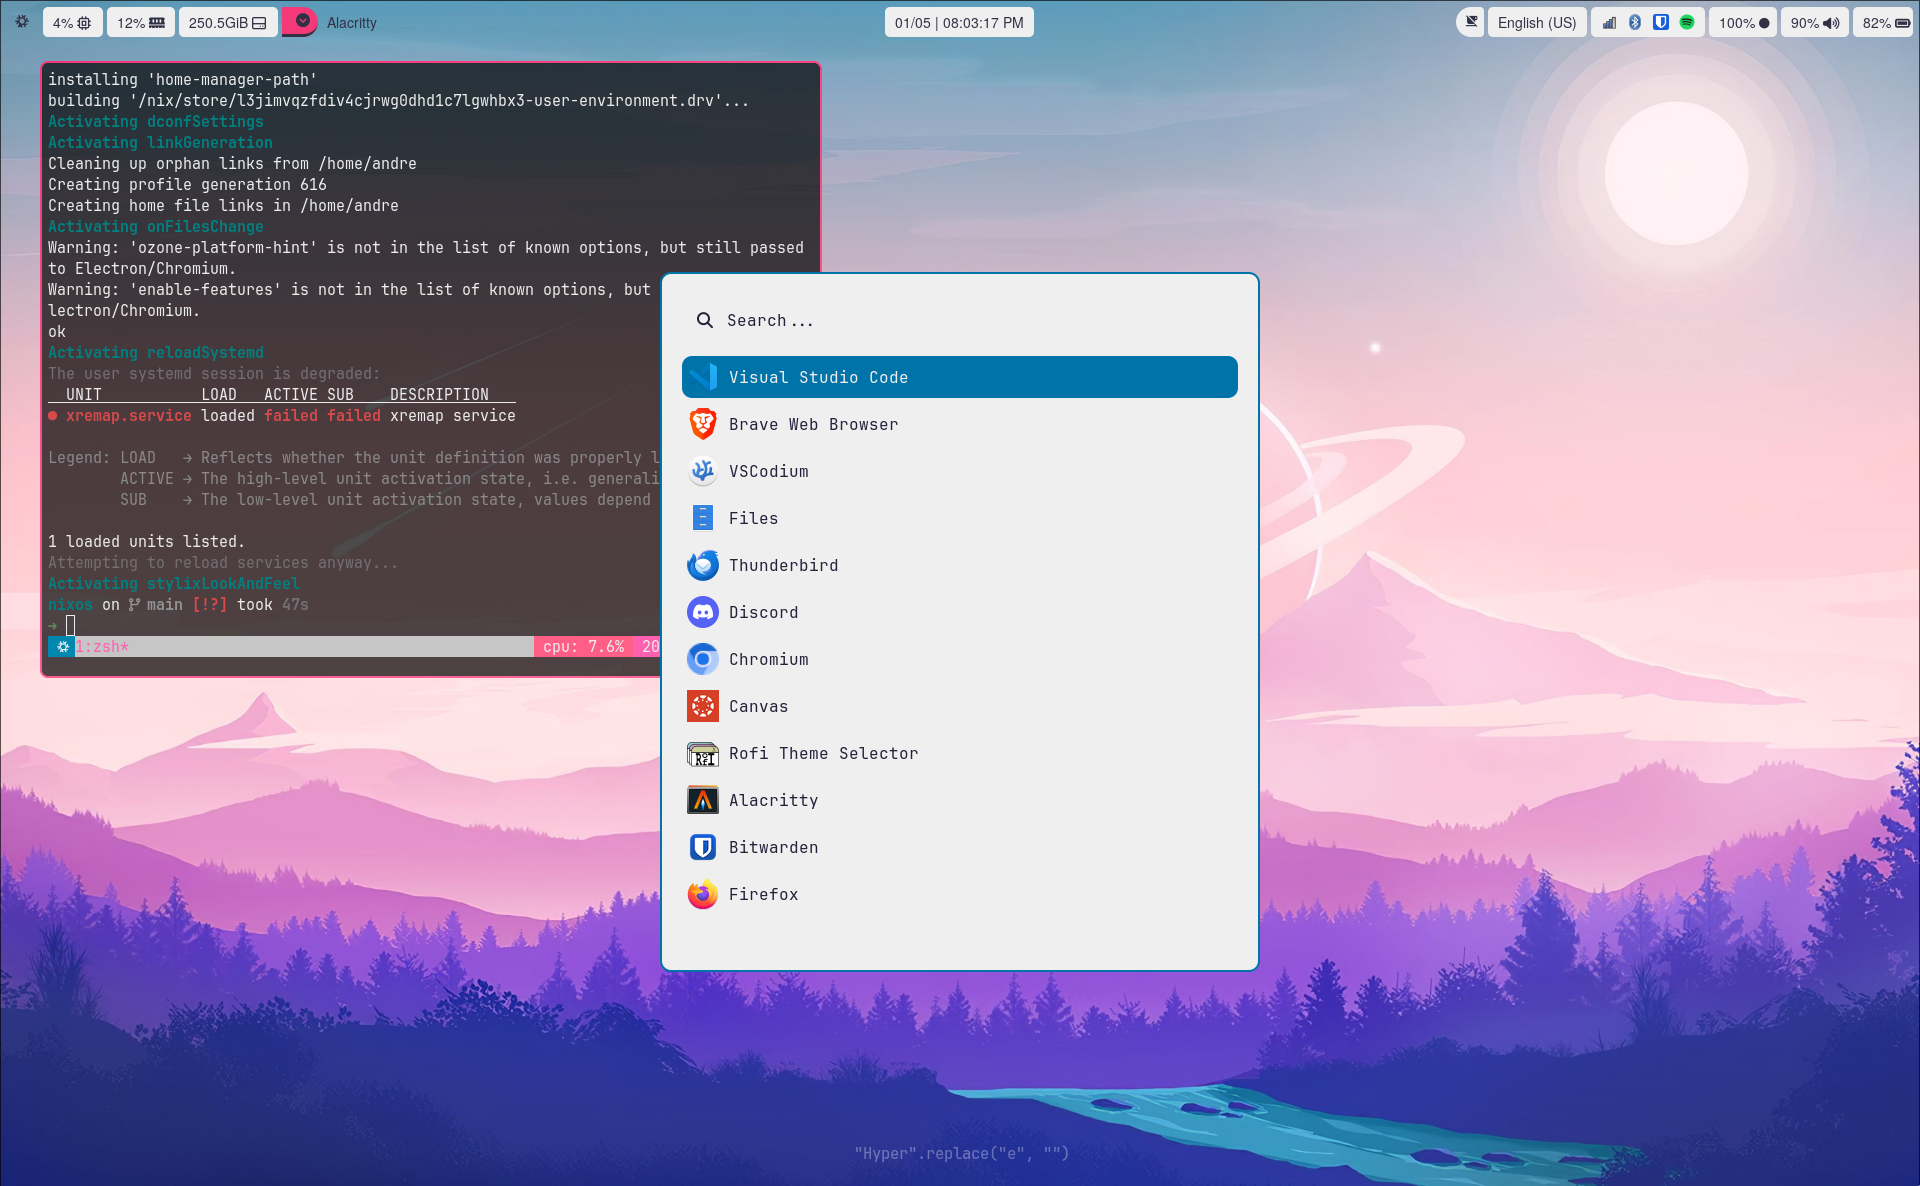 4%
12%
250.5GiB
Alacritty
01/05 | 08:03:17 PM
English (US)
100%
90%
82%
installing 'home-manager-path'
building '/nix/store/l3jimvqzfdiv4cjrwg0dhd1c7lgwhbx3-user-environment.drv'...
Activating dconfSettings
Activating linkGeneration
Cleaning up orphan links from /home/andre
Creating profile generation 616
Creating home file links in /home/andre
Activating onFilesChange
Warning: 'ozone-platform-hint' is not in the list of known options, but still passed
to Electron/Chromium.
Warning: 'enable-features' is not in the list of known options, but
lectron/Chromium.
ok
Activating reloadSystemd
The user systemd session is degraded:
UNIT LOAD ACTIVE SUB DESCRIPTION
● xremap.service loaded failed failed xremap service
Legend: LOAD → Reflects whether the unit definition was properly l
ACTIVE → The high-level unit activation state, i.e. generali
SUB → The low-level unit activation state, values depend
1 loaded units listed.
Attempting to reload services anyway...
Activating stylixLookAndFeel
nixos on main [!?] took 47s
→
1:zsh* cpu: 7.6% 20
Search...
Visual Studio Code
Brave Web Browser
VSCodium
Files
Thunderbird
Discord
Chromium
Canvas
Rofi Theme Selector
Alacritty
Bitwarden
Firefox
"Hyper".replace("e", "")